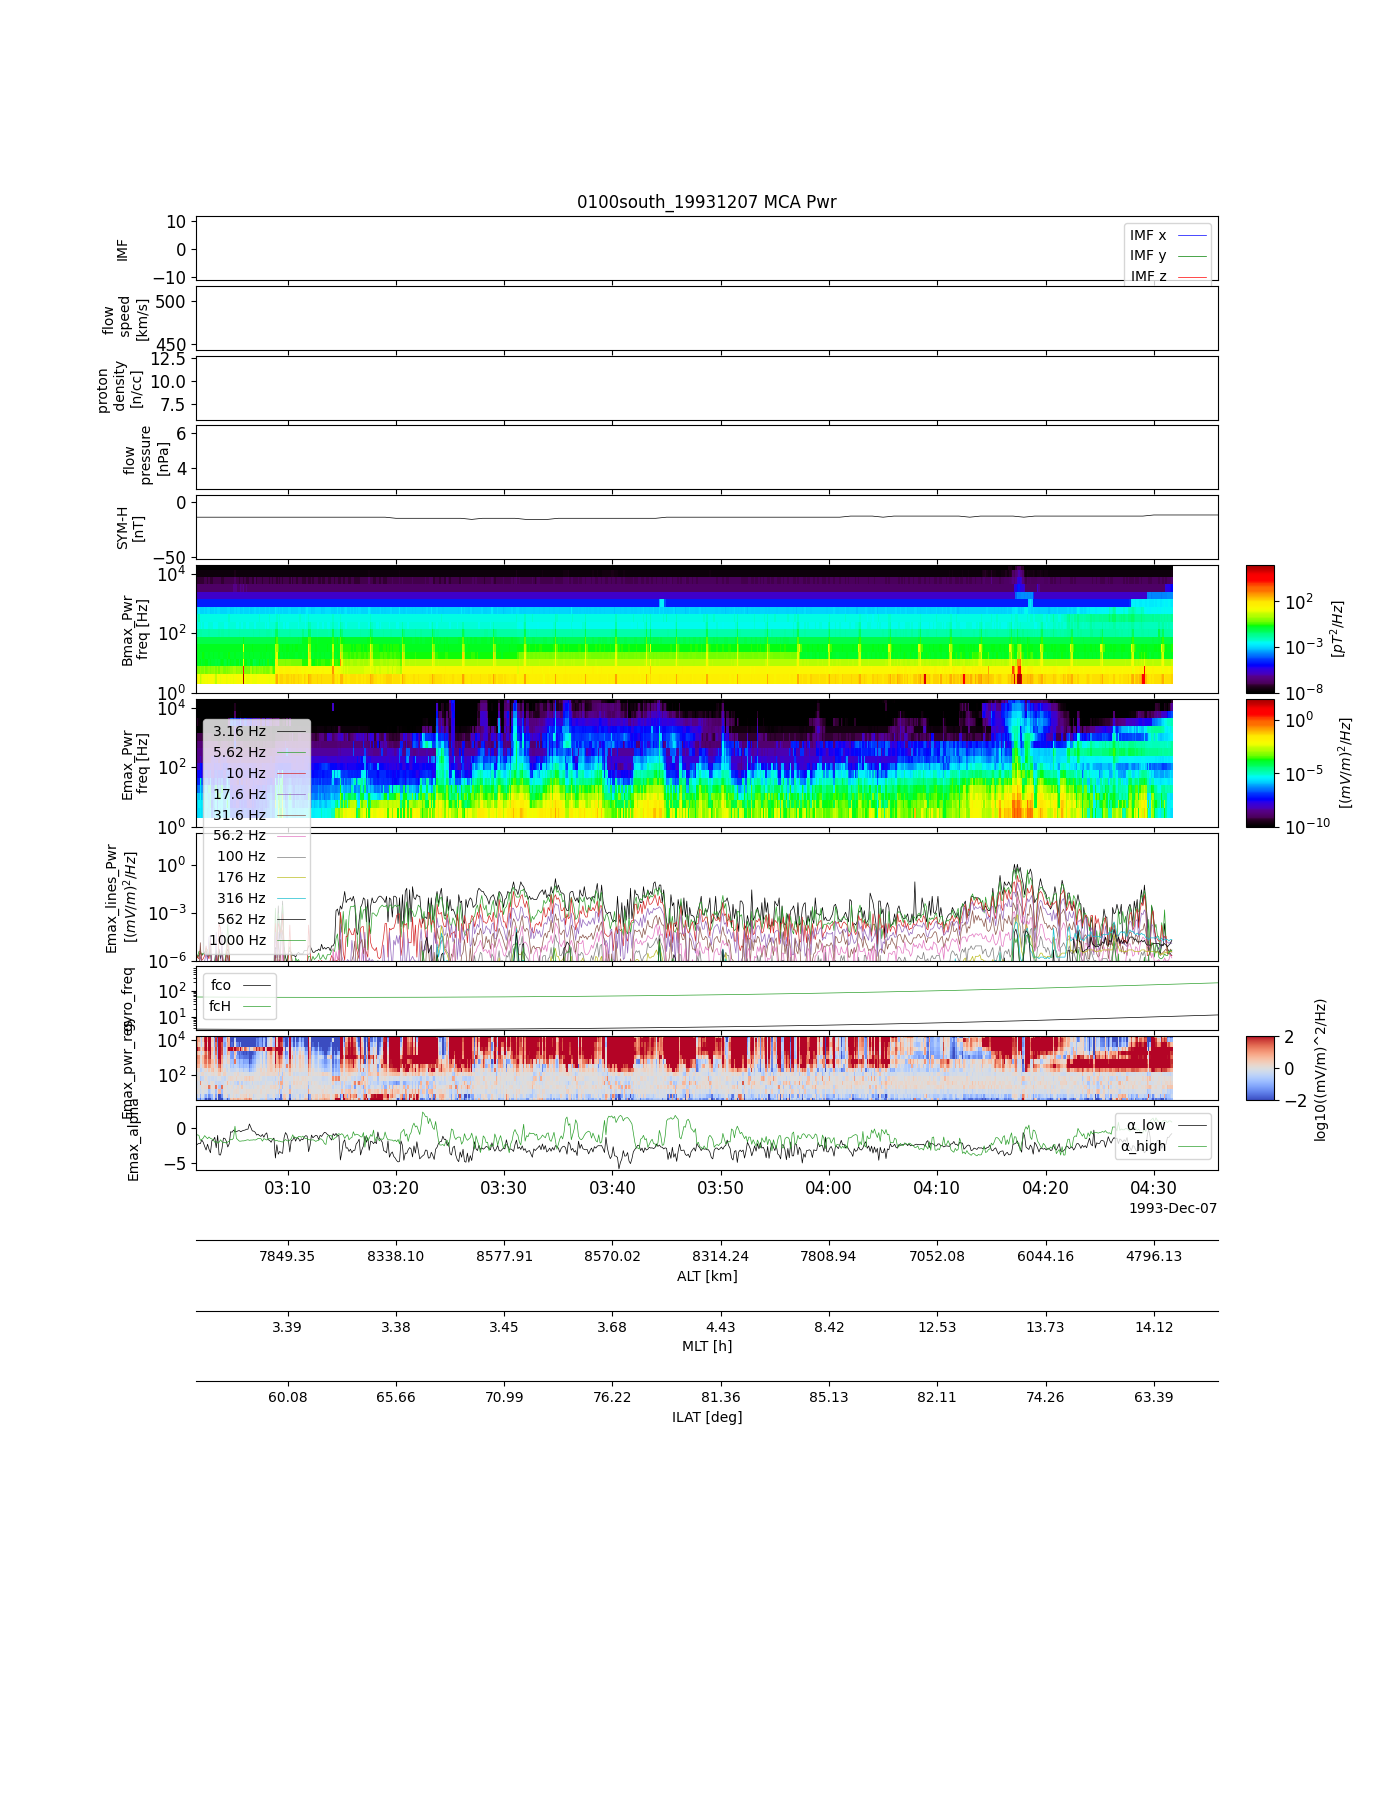 0100south_19931207 MCA Pwr
10
0
−10
IMF
IMF x
IMF y
IMF z
500
450
flow
speed
[km/s]
12.5
10.0
7.5
proton
density
[n/cc]
6
4
flow
pressure
[nPa]
0
−50
SYM-H
[nT]
10^4
10^2
10^0
Bmax_Pwr
freq [Hz]
10^2
10^-3
10^-8
[pT^2/Hz]
10^4
10^2
10^0
Emax_Pwr
freq [Hz]
10^0
10^-5
10^-10
[(mV/m)^2/Hz]
3.16 Hz
5.62 Hz
10 Hz
17.6 Hz
31.6 Hz
56.2 Hz
100 Hz
176 Hz
316 Hz
562 Hz
1000 Hz
10^0
10^-3
10^-6
Emax_lines_Pwr
[(mV/m)^2/Hz]
10^2
10^1
fco
fcH
10^4
10^2
2
0
−2
log10((mV/m)^2/Hz)
0
−5
Emax_alpha
α_low
α_high
03:10 03:20 03:30 03:40 03:50 04:00 04:10 04:20 04:30
1993-Dec-07
7849.35 8338.10 8577.91 8570.02 8314.24 7808.94 7052.08 6044.16 4796.13
ALT [km]
3.39 3.38 3.45 3.68 4.43 8.42 12.53 13.73 14.12
MLT [h]
60.08 65.66 70.99 76.22 81.36 85.13 82.11 74.26 63.39
ILAT [deg]